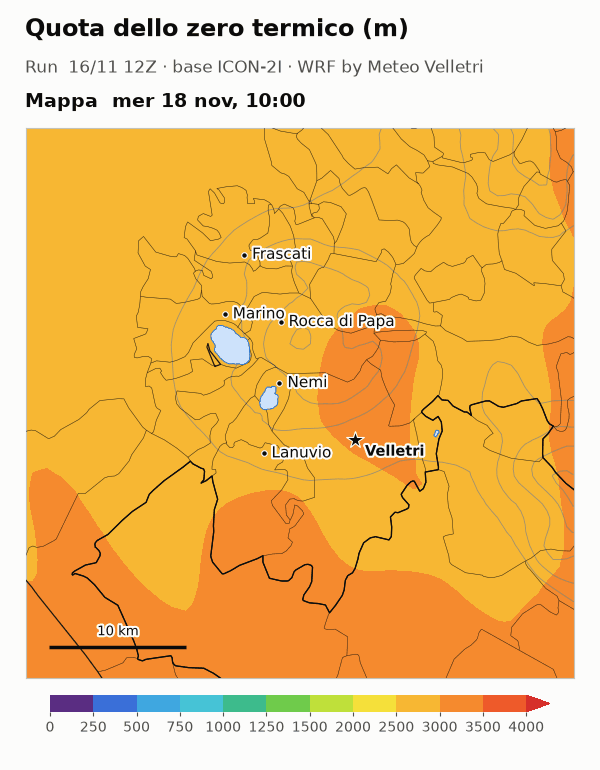 Quota dello zero termico (m)
Run  16/11 12Z · base ICON-2I · WRF by Meteo Velletri
Mappa  mer 18 nov, 10:00
Frascati
Marino
Rocca di Papa
Nemi
Velletri
Lanuvio
10 km
0 250 500 750 1000 1250 1500 2000 2500 3000 3500 4000